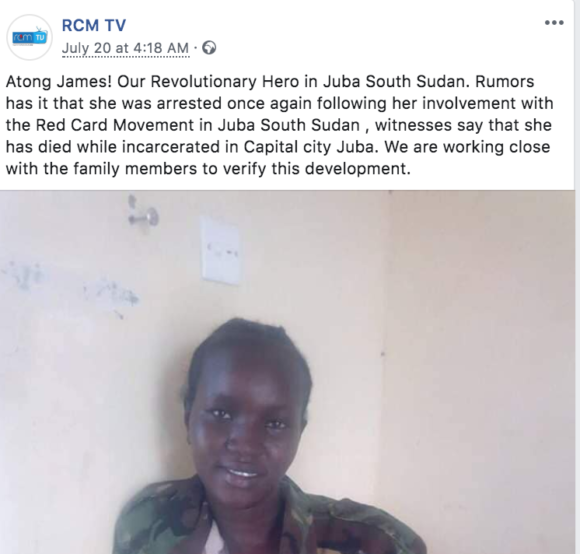 rcm TV
RCM TV
July 20 at 4:18 AM ·
Atong James! Our Revolutionary Hero in Juba South Sudan. Rumors
has it that she was arrested once again following her involvement with
the Red Card Movement in Juba South Sudan , witnesses say that she
has died while incarcerated in Capital city Juba. We are working close
with the family members to verify this development.